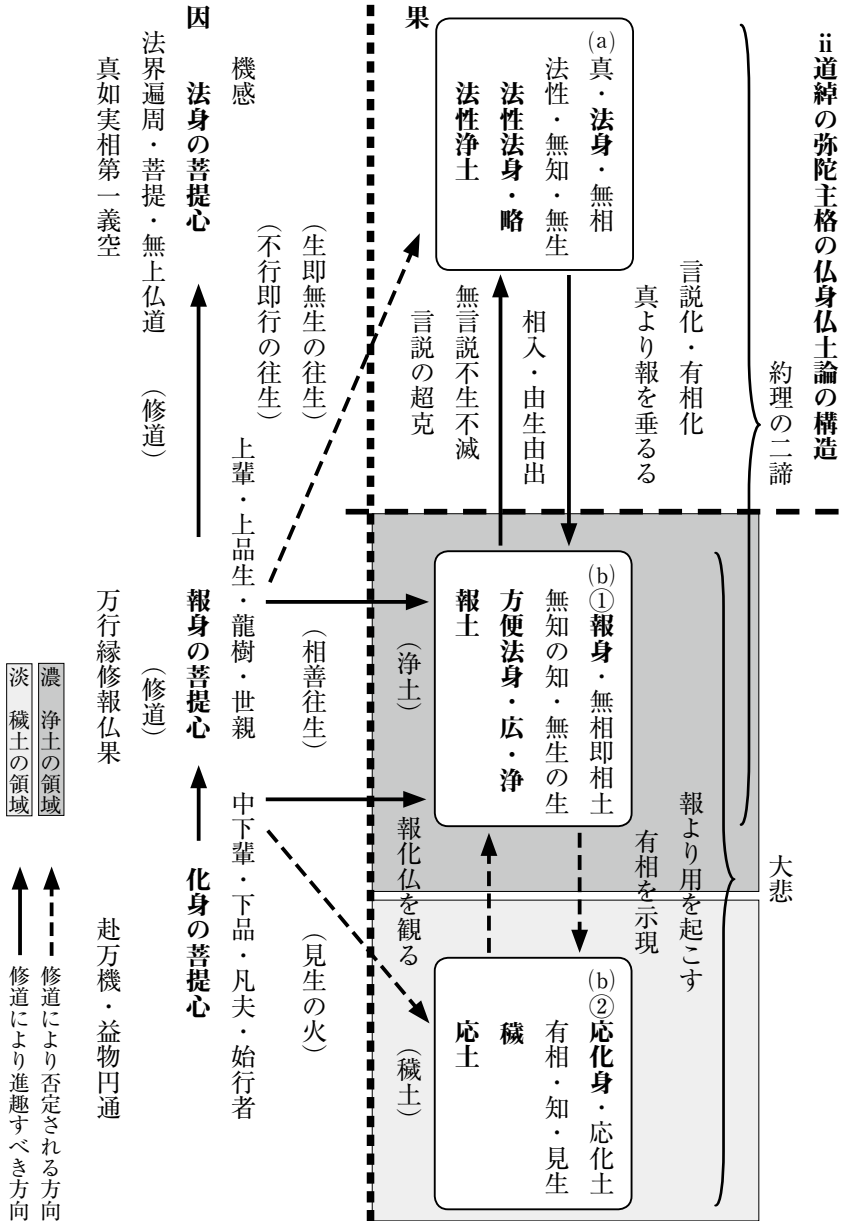 ⅱ道綽の弥陀主格の仏身仏土論の構造
約理の二諦
大悲
言説化・有相化
真より報を垂るる
報より用を起こす
有相を示現
果
(a)真・法身・無相
法性・無知・無生
法性法身・略
法性浄土
相入・由生由出
無言説不生不滅
言説の超克
(b)①報身・無相即相土
無知の知・無生の生
方便法身・広・浄
報土
(b)②応化身・応化土
有相・知・見生
穢
応土
(浄土)
報化仏を観る
(穢土)
(生即無生の往生)
(不行即行の往生)
(相善往生)
(見生の火)
機感
上輩・上品生・龍樹・世親
中下輩・下品・凡夫・始行者
因
法身の菩提心
報身の菩提心
化身の菩提心
法界遍周・菩提・無上仏道
(修道)
(修道)
真如実相第一義空
万行縁修報仏果
赴万機・益物円通
濃 浄土の領域
淡 穢土の領域
修道により否定される方向
修道により進趣すべき方向